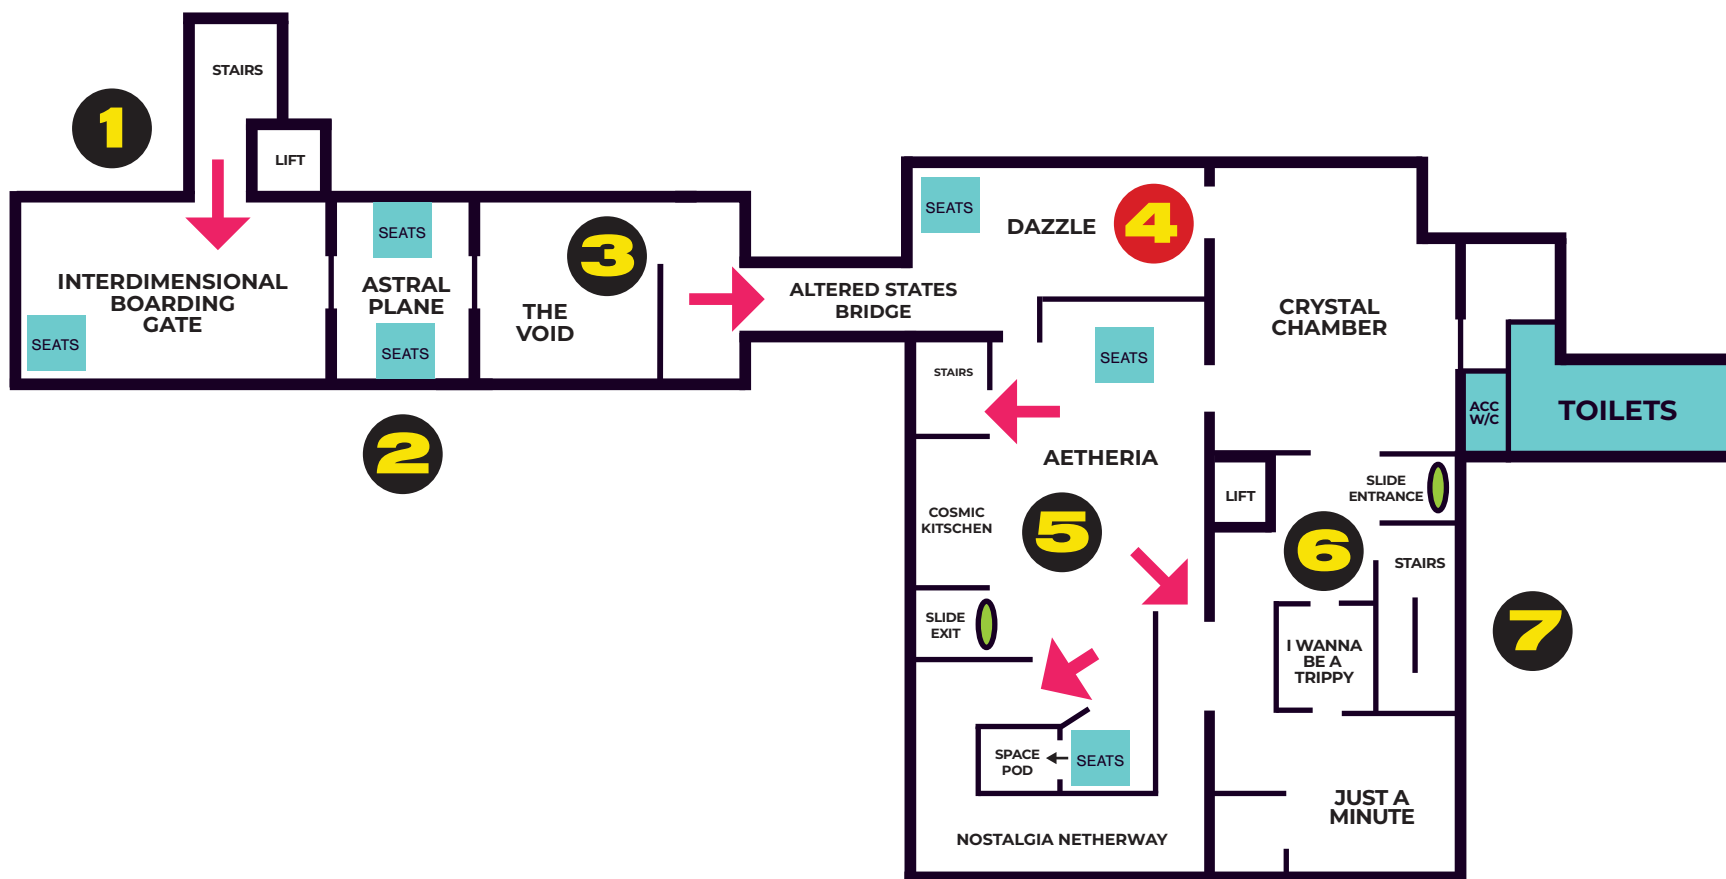 STAIRS
1
LIFT
INTERDIMENSIONAL
BOARDING
GATE
SEATS
SEATS
ASTRAL
PLANE
SEATS
2
3
THE
VOID
ALTERED STATES
BRIDGE
SEATS
DAZZLE
4
CRYSTAL
CHAMBER
SEATS
STAIRS
AETHERIA
COSMIC
KITSCHEN
5
SLIDE
EXIT
SPACE
POD
SEATS
NOSTALGIA NETHERWAY
ACC
W/C
TOILETS
LIFT
SLIDE
ENTRANCE
6
STAIRS
7
I WANNA
BE A
TRIPPY
JUST A
MINUTE